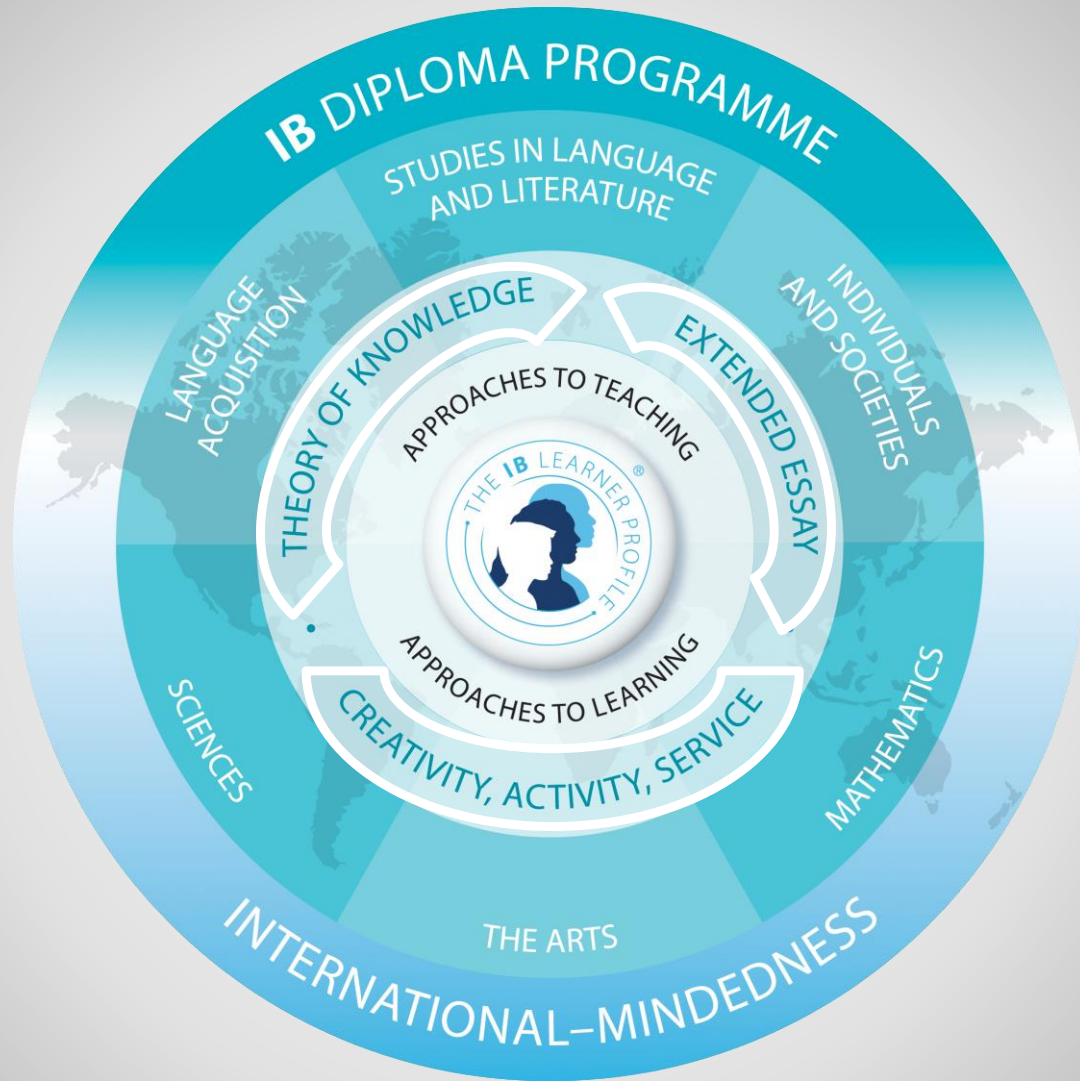 IB DIPLOMA PROGRAMME
STUDIES IN LANGUAGE
AND LITERATURE
LANGUAGE
ACQUISITION
INDIVIDUALS
AND SOCIETIES
THEORY OF KNOWLEDGE
EXTENDED ESSAY
APPROACHES TO TEACHING
THE IB LEARNER PROFILE ®
APPROACHES TO LEARNING
CREATIVITY, ACTIVITY, SERVICE
SCIENCES
MATHEMATICS
THE ARTS
INTERNATIONAL–MINDEDNESS